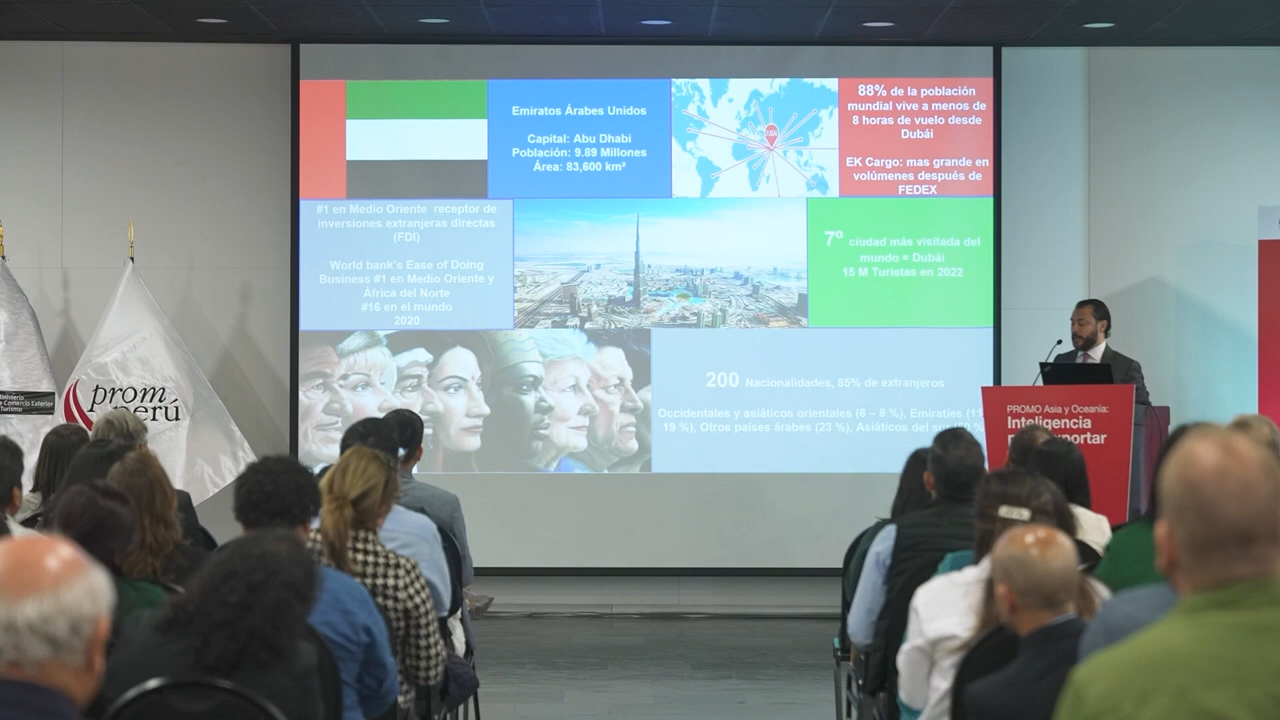 Emiratos Árabes Unidos
Capital: Abu Dhabi
Población: 9.89 Millones
Área: 83,600 km²
88% de la población
mundial vive a menos de
8 horas de vuelo desde
Dubái
EK Cargo: mas grande en
volúmenes después de
FEDEX
#1 en Medio Oriente receptor de
inversiones extranjeras directas
(FDI)
World bank's Ease of Doing
Business #1 en Medio Oriente y
África del Norte
#16 en el mundo
2020
7º ciudad más visitada del
mundo = Dubái
15 M Turistas en 2022
200 Nacionalidades, 85% de extranjeros
Occidentales y asiáticos orientales (6 – 8 %), Emiraties (11
19 %), Otros países árabes (23 %), Asiáticos del
prom
perú
Ministerio
de Comercio Exterior
Turismo
PROMO Asia y Oceanía:
Inteligencia